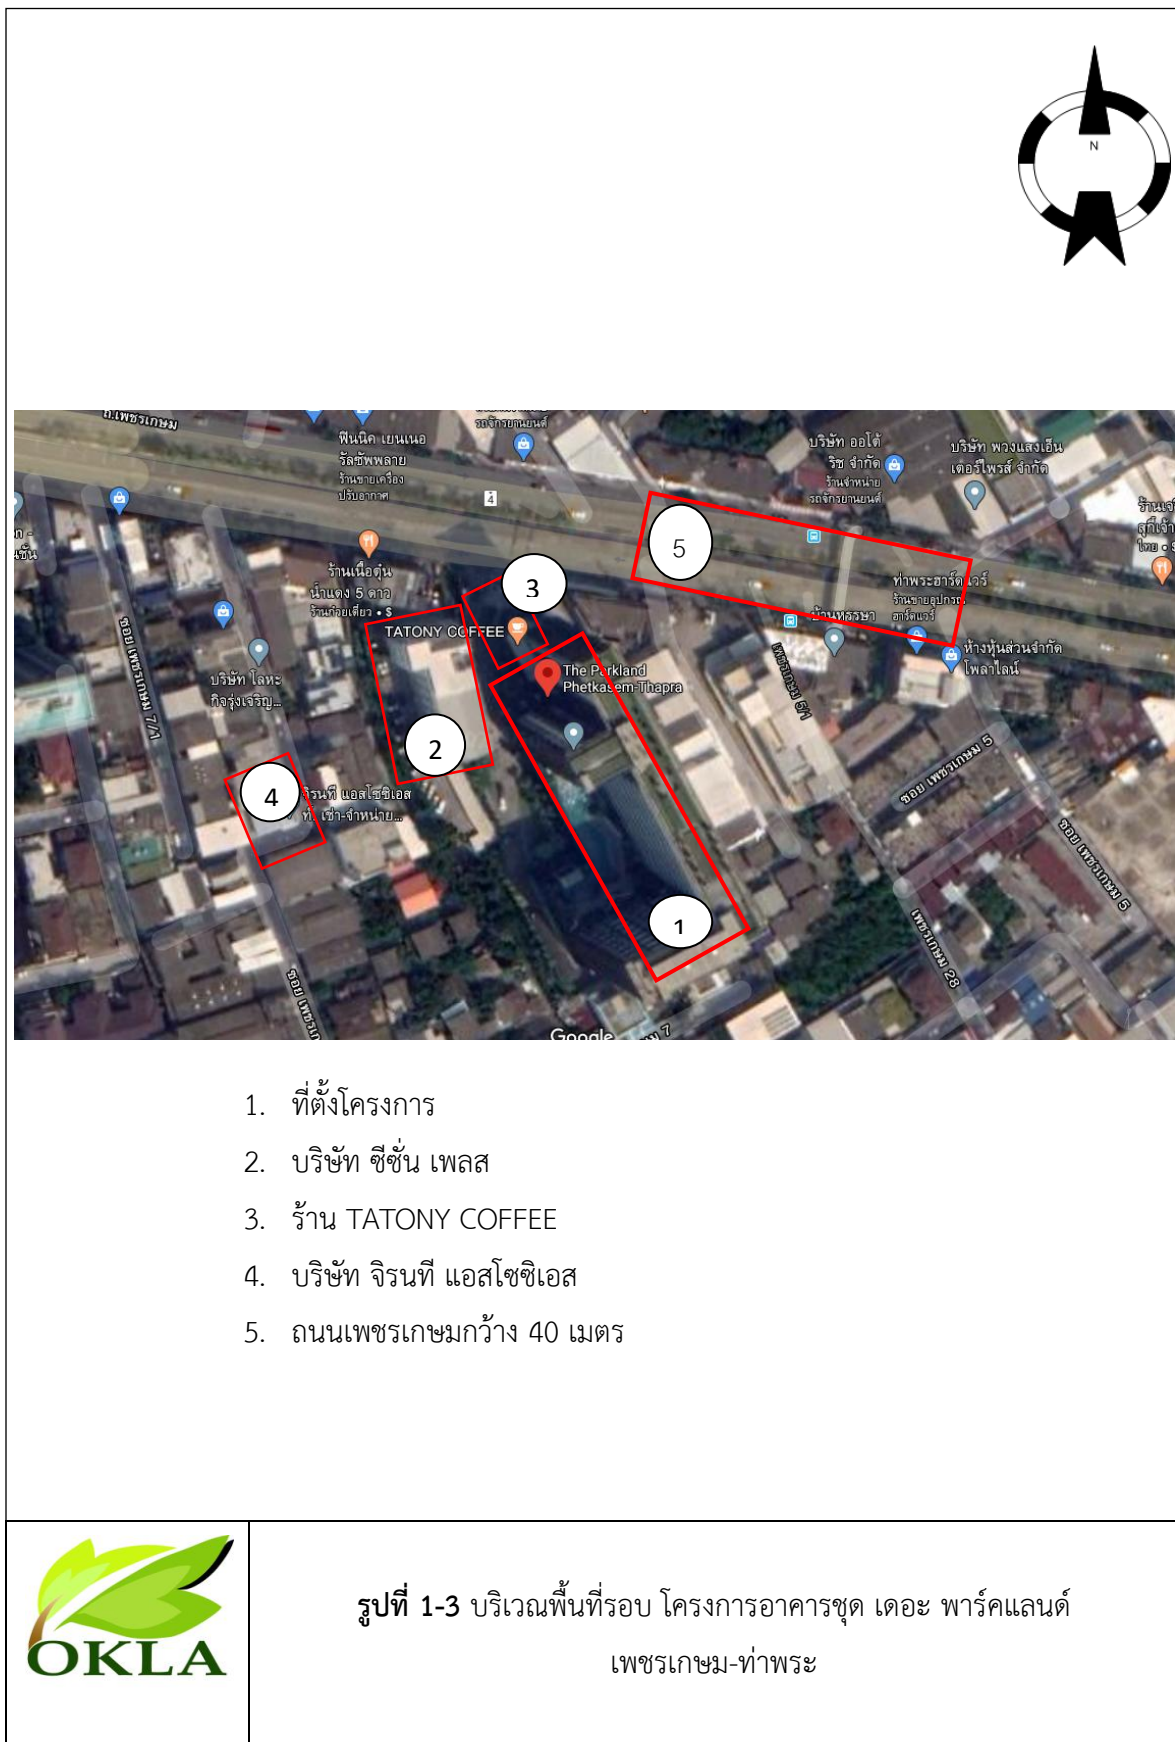 N
ถ.เพชรเกษม
ฟินนิค เยนเนอ
รัลซัพพลาย
ร้านขายเครื่อง
ปรับอากาศ
รถจักรยานยนต์
4
บริษัท ออโต้
ริช จำกัด
ร้านจำหน่าย
รถจักรยานยนต์
บริษัท พวงแสงเอ็น
เตอร์ไพรส์ จำกัด
5
3
ร้านเนื้อตุ๋น
น้ำแดง 5 ดาว
ร้านก๋วยเตี๋ยว • $
TATONY COFFEE
ท่าพระฮาร์ดแวร์
ร้านขายอุปกรณ์
ฮาร์ดแวร์
บ้านหรรษา
ห้างหุ้นส่วนจำกัด
โพลาไลน์
The Parkland
Phetkasem-Thapra
ซอย เพชรเกษม 7/1
บริษัท โลหะ
กิจรุ่งเจริญ...
เพชรเกษม 5/1
2
4
จิรนที แอสโซซิเอส
ซอย เพชรเกษม 5
ซอย เพชรเกษม 5
1
เพชรเกษม 28
Google
1. ที่ตั้งโครงการ
2. บริษัท ซีซั่น เพลส
3. ร้าน TATONY COFFEE
4. บริษัท จิรนที แอสโซซิเอส
5. ถนนเพชรเกษมกว้าง 40 เมตร
OKLA
รูปที่ 1-3 บริเวณพื้นที่รอบ โครงการอาคารชุด เดอะ พาร์คแลนด์
เพชรเกษม-ท่าพระ